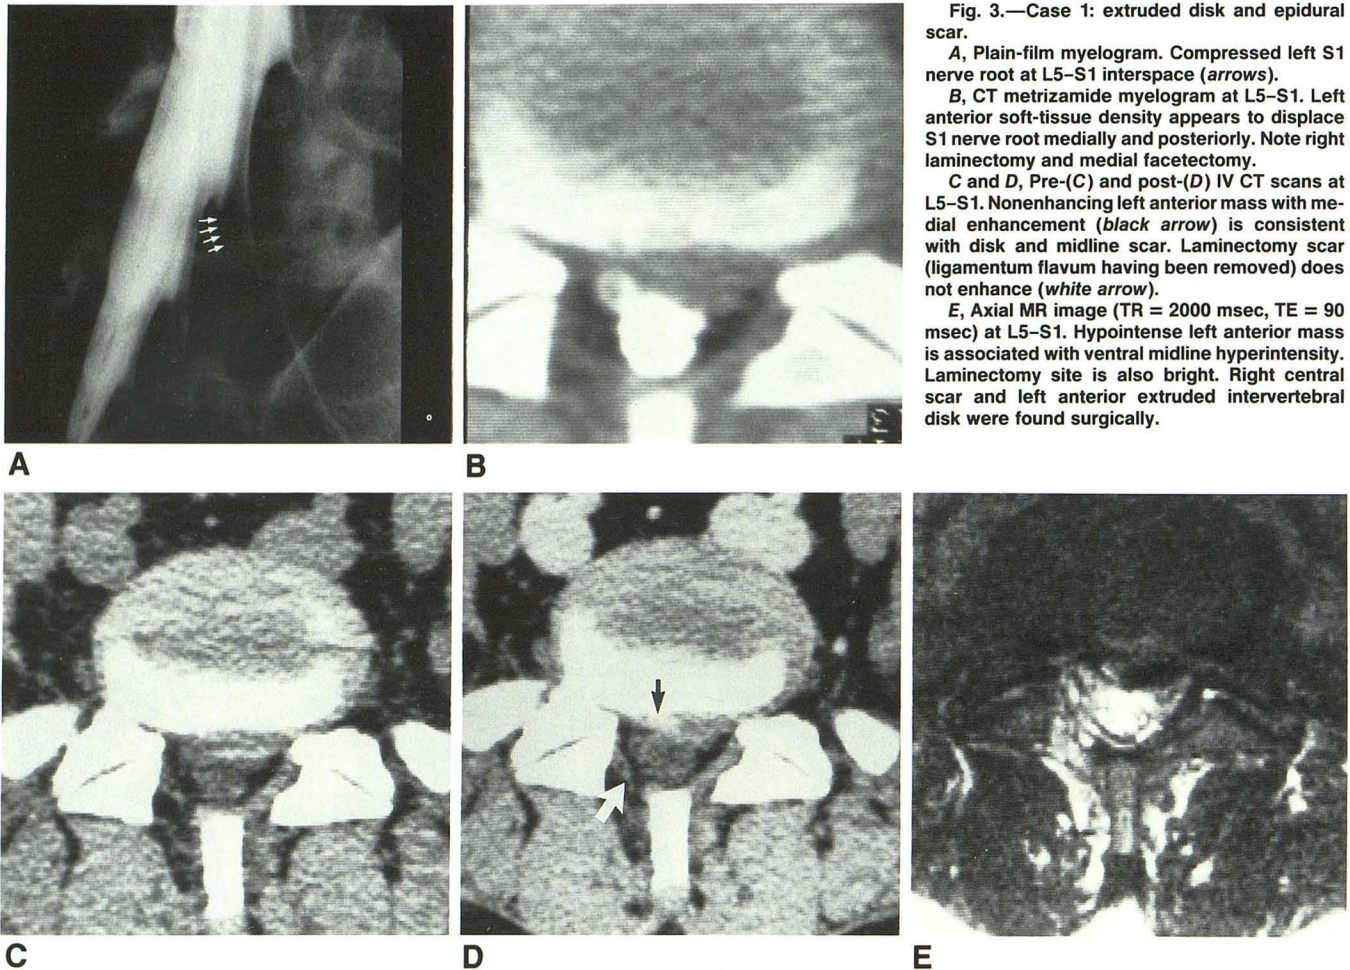 Fig. 3.—Case 1: extruded disk and epidural
scar.
A, Plain-film myelogram. Compressed left S1
nerve root at L5–S1 interspace (arrows).
B, CT metrizamide myelogram at L5–S1. Left
anterior soft-tissue density appears to displace
S1 nerve root medially and posteriorly. Note right
laminectomy and medial facetectomy.
C and D, Pre-(C) and post-(D) IV CT scans at
L5–S1. Nonenhancing left anterior mass with me-
dial enhancement (black arrow) is consistent
with disk and midline scar. Laminectomy scar
(ligamentum flavum having been removed) does
not enhance (white arrow).
E, Axial MR image (TR = 2000 msec, TE = 90
msec) at L5–S1. Hypointense left anterior mass
is associated with ventral midline hyperintensity.
Laminectomy site is also bright. Right central
scar and left anterior extruded intervertebral
disk were found surgically.
A
B
C
D
E